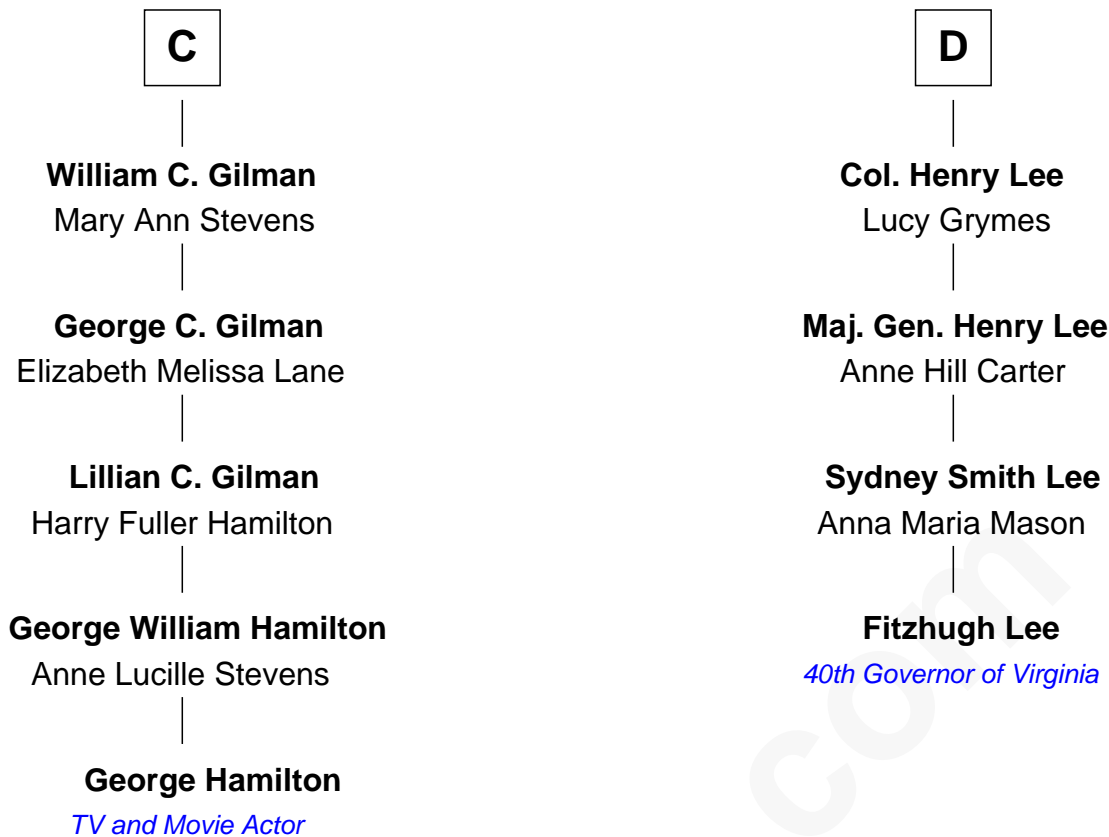 C
William C. Gilman
Mary Ann Stevens
George C. Gilman
Elizabeth Melissa Lane
Lillian C. Gilman
Harry Fuller Hamilton
George William Hamilton
Anne Lucille Stevens
George Hamilton
TV and Movie Actor
D
Col. Henry Lee
Lucy Grymes
Maj. Gen. Henry Lee
Anne Hill Carter
Sydney Smith Lee
Anna Maria Mason
Fitzhugh Lee
40th Governor of Virginia
com